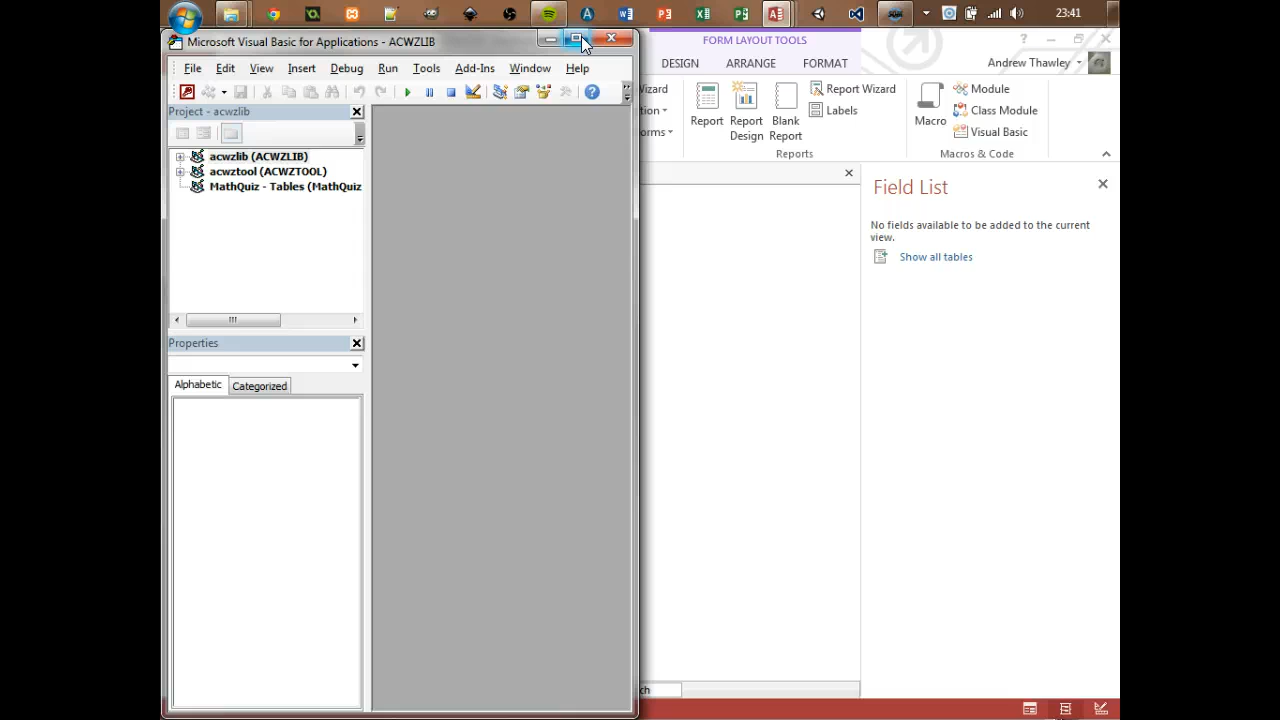 23:41
Microsoft Visual Basic for Applications - ACWZLIB
File Edit View Insert Debug Run Tools Add-Ins Window Help
Project - acwzlib
acwzlib (ACWZLIB)
acwztool (ACWZTOOL)
MathQuiz - Tables (MathQuiz
Properties
Alphabetic Categorized
FORM LAYOUT TOOLS
DESIGN ARRANGE FORMAT
Andrew Thawley
Report
Report Design
Blank Report
Report Wizard
Labels
Reports
Macro
Module
Class Module
Visual Basic
Macros & Code
Field List
No fields available to be added to the current
view.
Show all tables